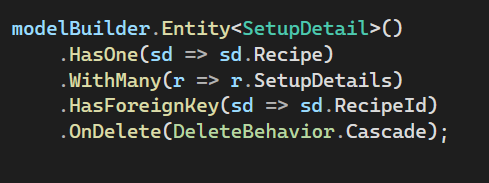 modelBuilder.Entity<SetupDetail>()
    .HasOne(sd => sd.Recipe)
    .WithMany(r => r.SetupDetails)
    .HasForeignKey(sd => sd.RecipeId)
    .OnDelete(DeleteBehavior.Cascade);